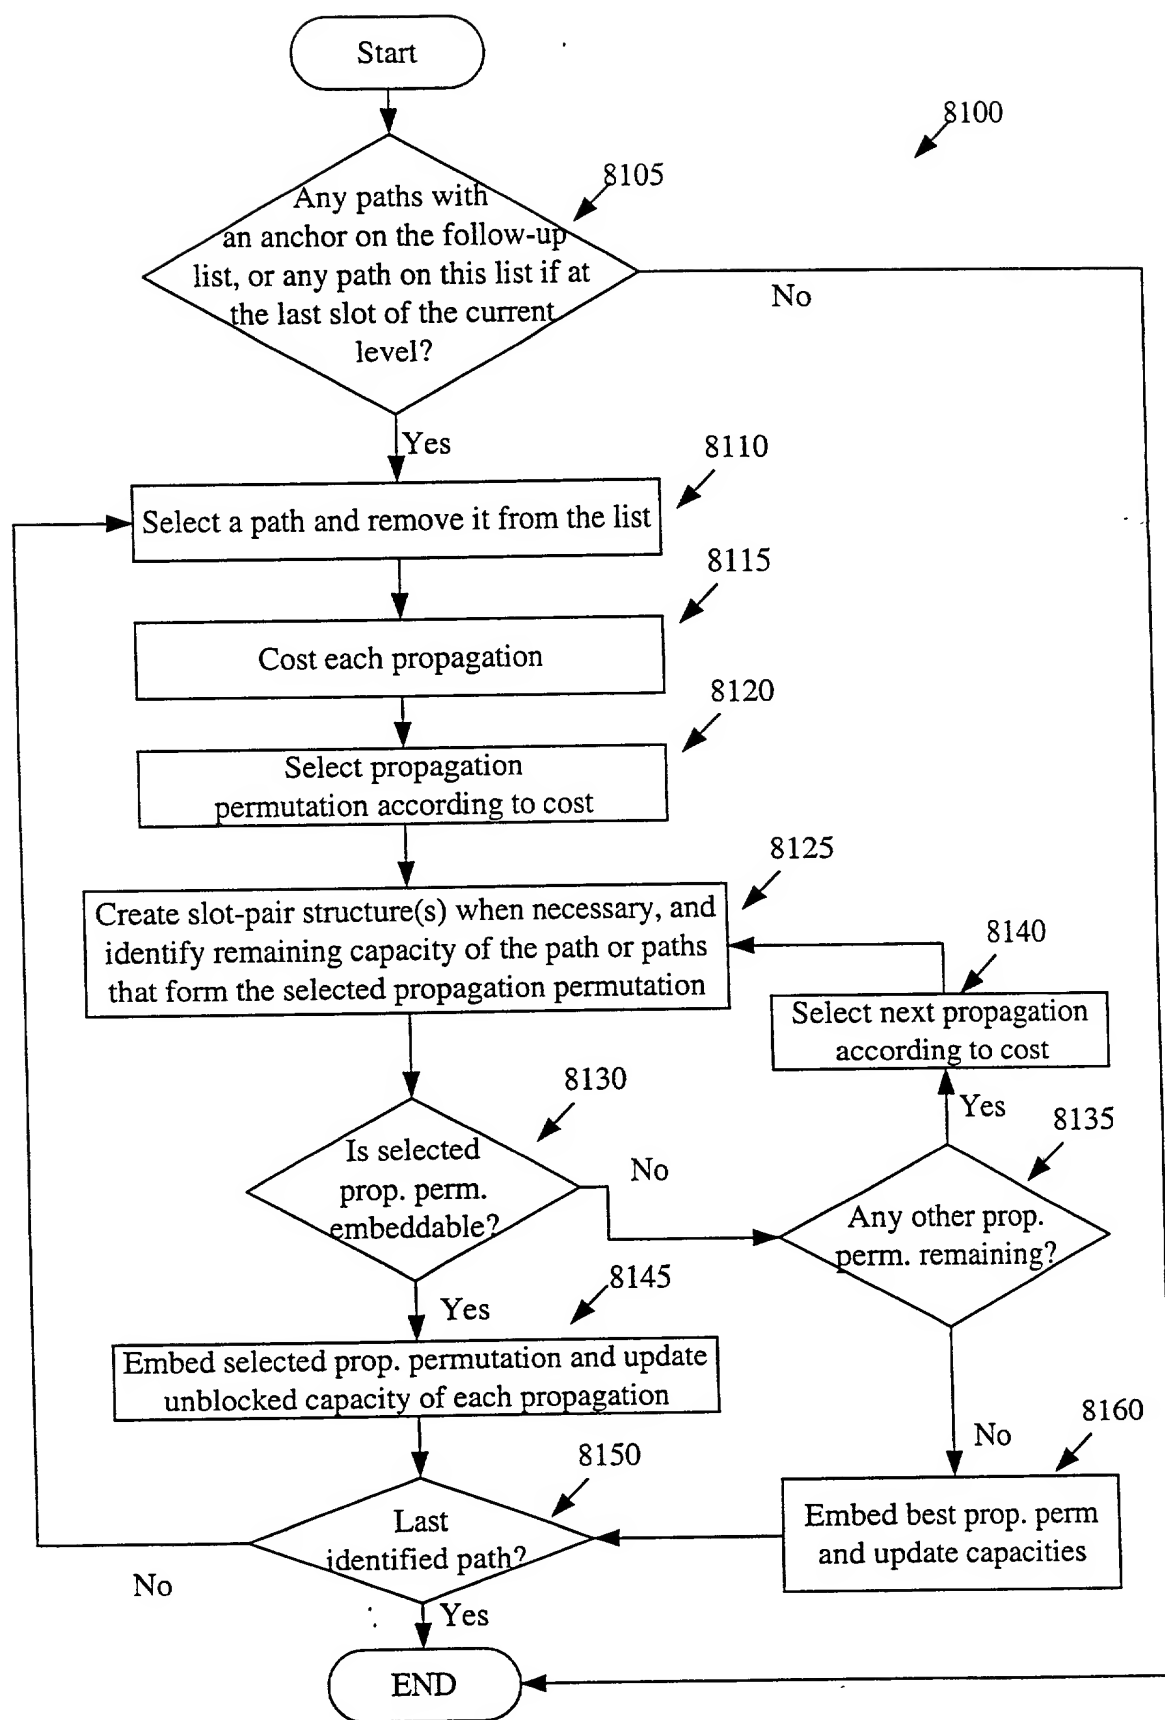 Start
8100
8105
Any paths with
an anchor on the follow-up
list, or any path on this list if at
the last slot of the current
level?
No
Yes
8110
Select a path and remove it from the list
8115
Cost each propagation
8120
Select propagation
permutation according to cost
8125
Create slot-pair structure(s) when necessary, and
identify remaining capacity of the path or paths
that form the selected propagation permutation
8140
Select next propagation
according to cost
Yes
8130
Is selected
prop. perm.
embeddable?
No
8135
Any other prop.
perm. remaining?
8145
Yes
Embed selected prop. permutation and update
unblocked capacity of each propagation
No
8160
Embed best prop. perm
and update capacities
8150
Last
identified path?
No
Yes
END